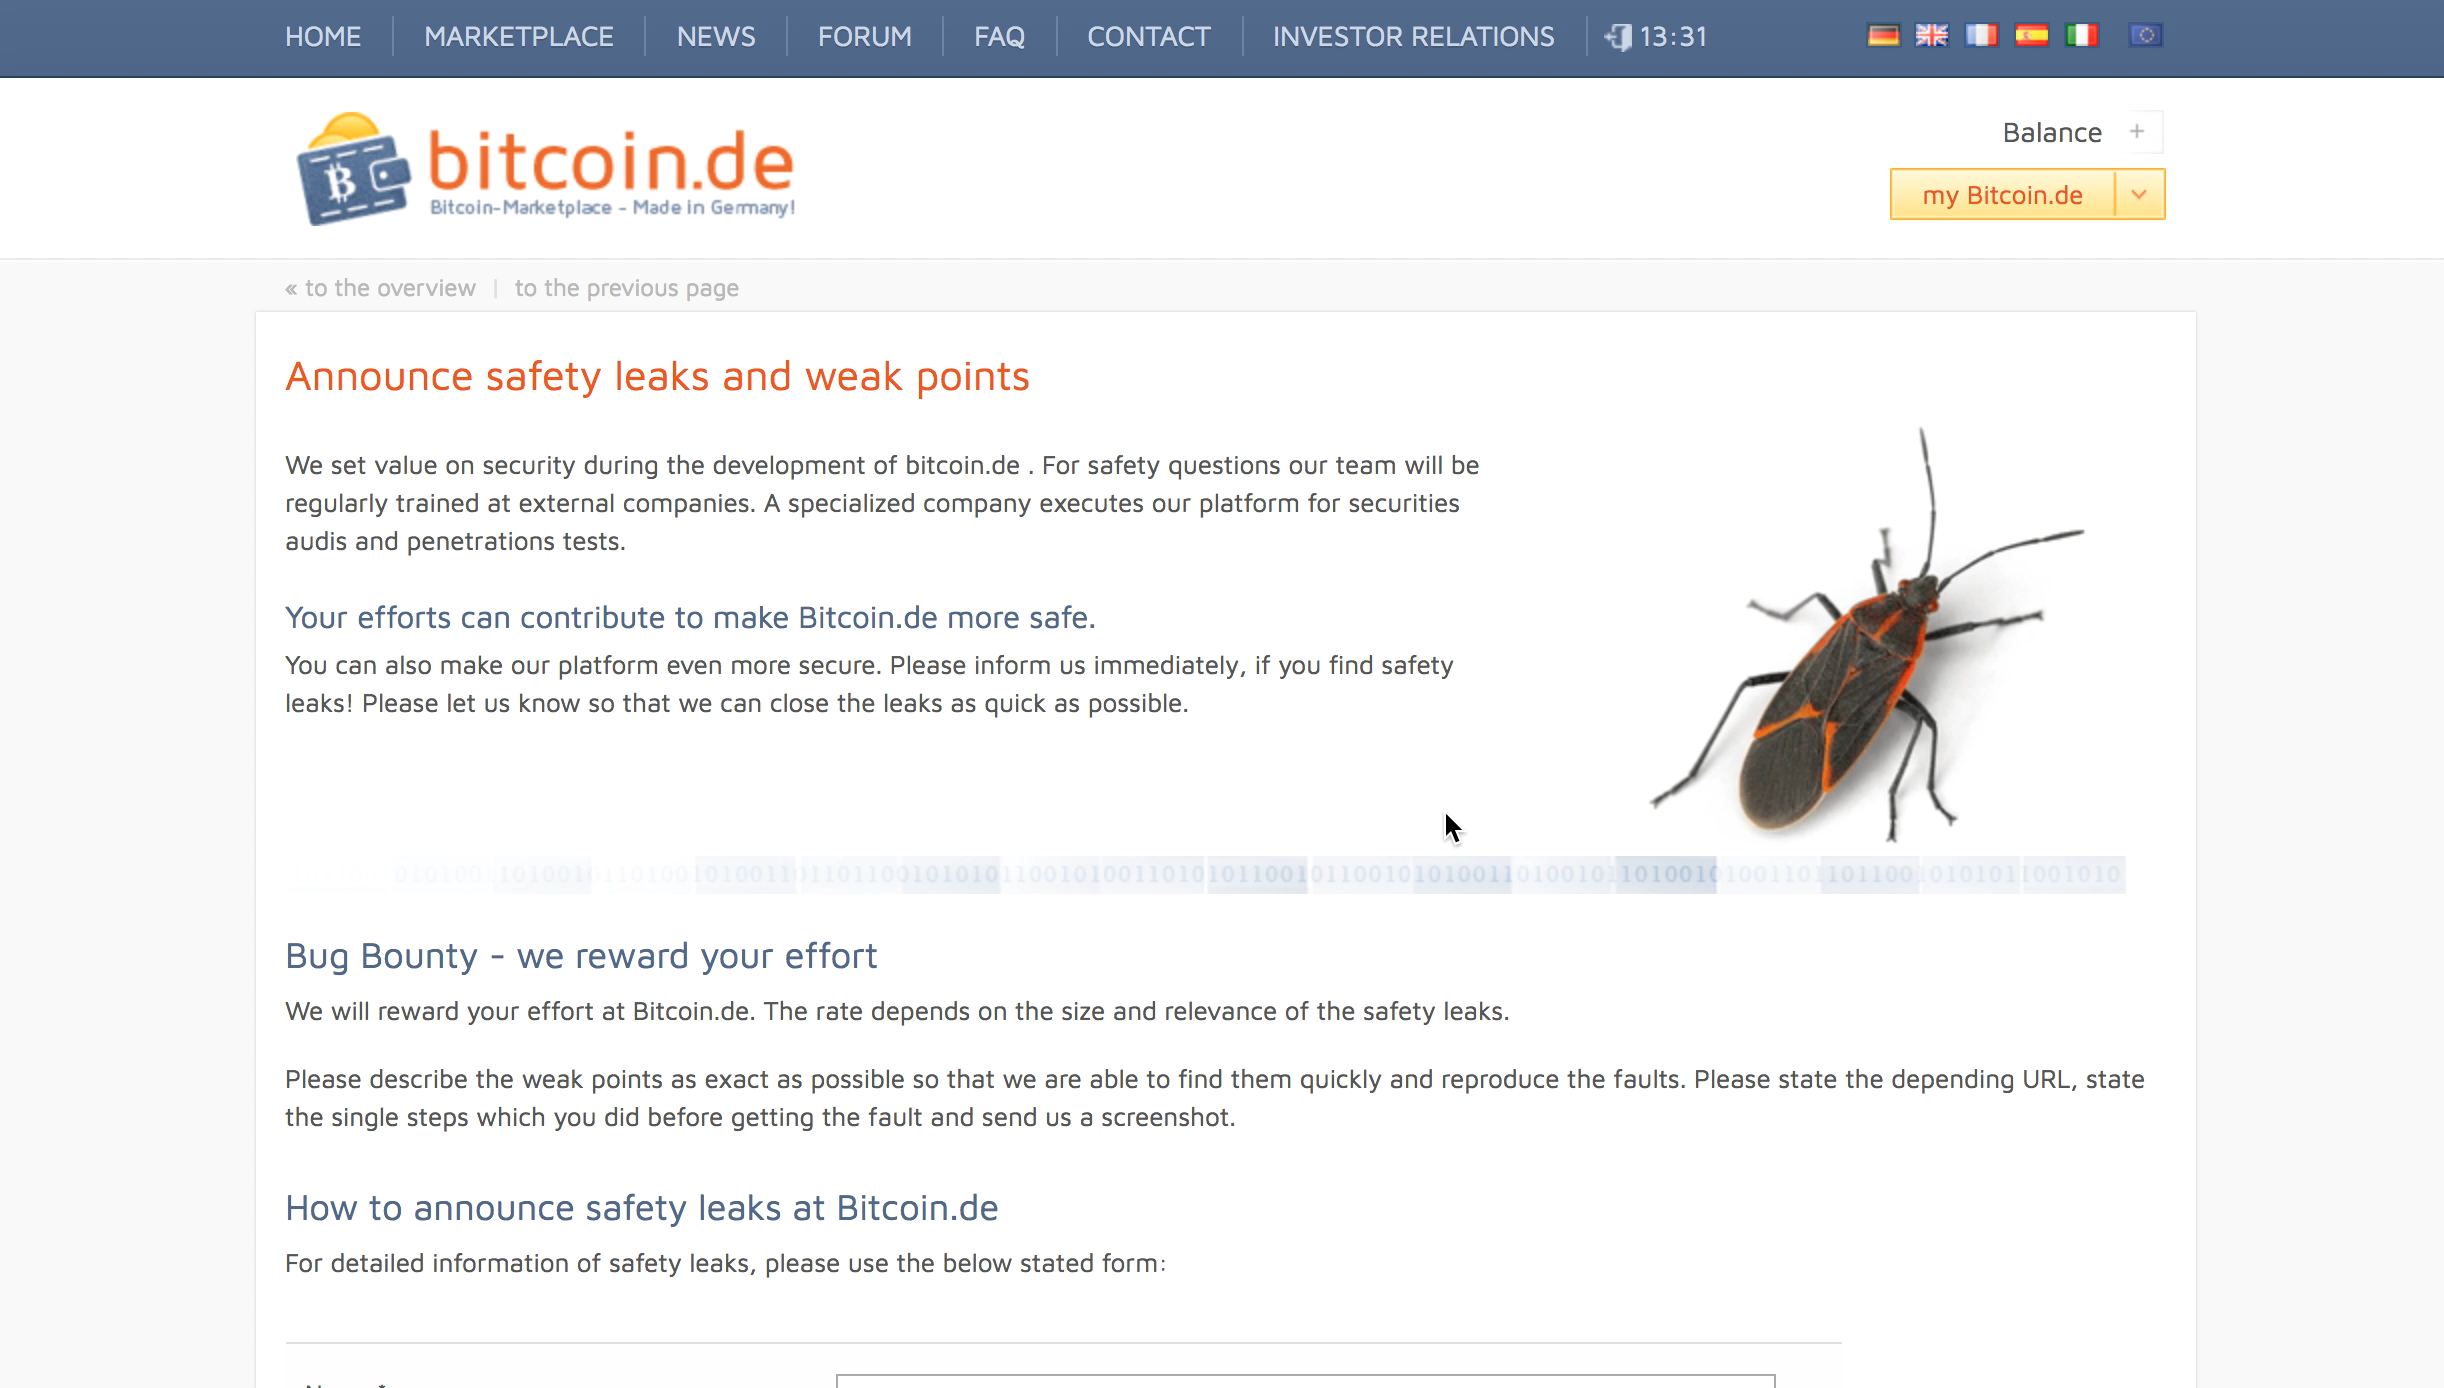 HOME MARKETPLACE NEWS FORUM FAQ CONTACT INVESTOR RELATIONS 13:31
bitcoin.de
Bitcoin-Marketplace - Made in Germany!
Balance +
my Bitcoin.de
« to the overview | to the previous page
Announce safety leaks and weak points
We set value on security during the development of bitcoin.de . For safety questions our team will be
regularly trained at external companies. A specialized company executes our platform for securities
audis and penetrations tests.
Your efforts can contribute to make Bitcoin.de more safe.
You can also make our platform even more secure. Please inform us immediately, if you find safety
leaks! Please let us know so that we can close the leaks as quick as possible.
Bug Bounty - we reward your effort
We will reward your effort at Bitcoin.de. The rate depends on the size and relevance of the safety leaks.
Please describe the weak points as exact as possible so that we are able to find them quickly and reproduce the faults. Please state the depending URL, state
the single steps which you did before getting the fault and send us a screenshot.
How to announce safety leaks at Bitcoin.de
For detailed information of safety leaks, please use the below stated form: